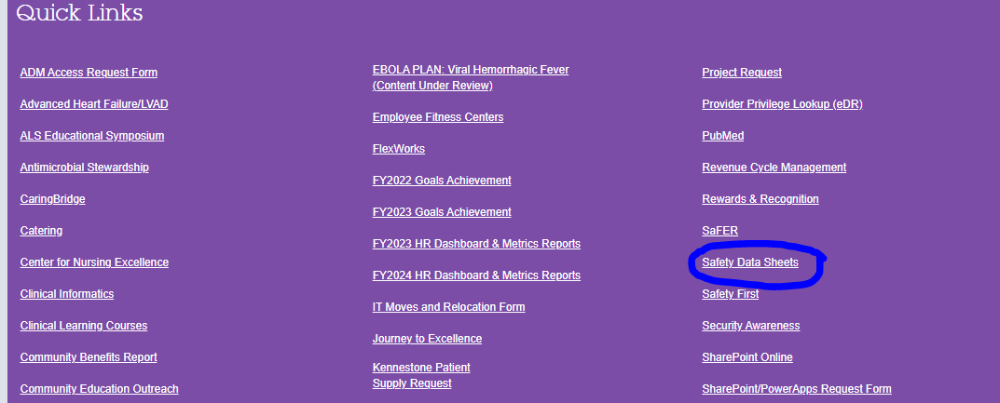 Quick Links
ADM Access Request Form
Advanced Heart Failure/LVAD
ALS Educational Symposium
Antimicrobial Stewardship
CaringBridge
Catering
Center for Nursing Excellence
Clinical Informatics
Clinical Learning Courses
Community Benefits Report
Community Education Outreach
EBOLA PLAN: Viral Hemorrhagic Fever
(Content Under Review)
Employee Fitness Centers
FlexWorks
FY2022 Goals Achievement
FY2023 Goals Achievement
FY2023 HR Dashboard & Metrics Reports
FY2024 HR Dashboard & Metrics Reports
IT Moves and Relocation Form
Journey to Excellence
Kennestone Patient
Supply Request
Project Request
Provider Privilege Lookup (eDR)
PubMed
Revenue Cycle Management
Rewards & Recognition
SaFER
Safety Data Sheets
Safety First
Security Awareness
SharePoint Online
SharePoint/PowerApps Request Form